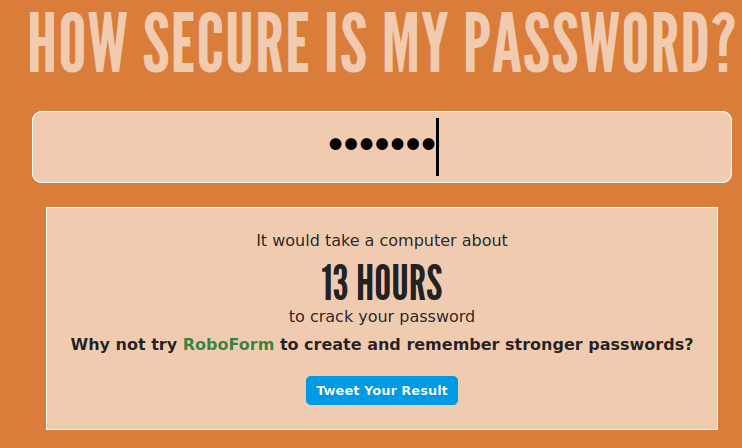 HOW SECURE IS MY PASSWORD?
•••••••
It would take a computer about
13 HOURS
to crack your password
Why not try RoboForm to create and remember stronger passwords?
Tweet Your Result